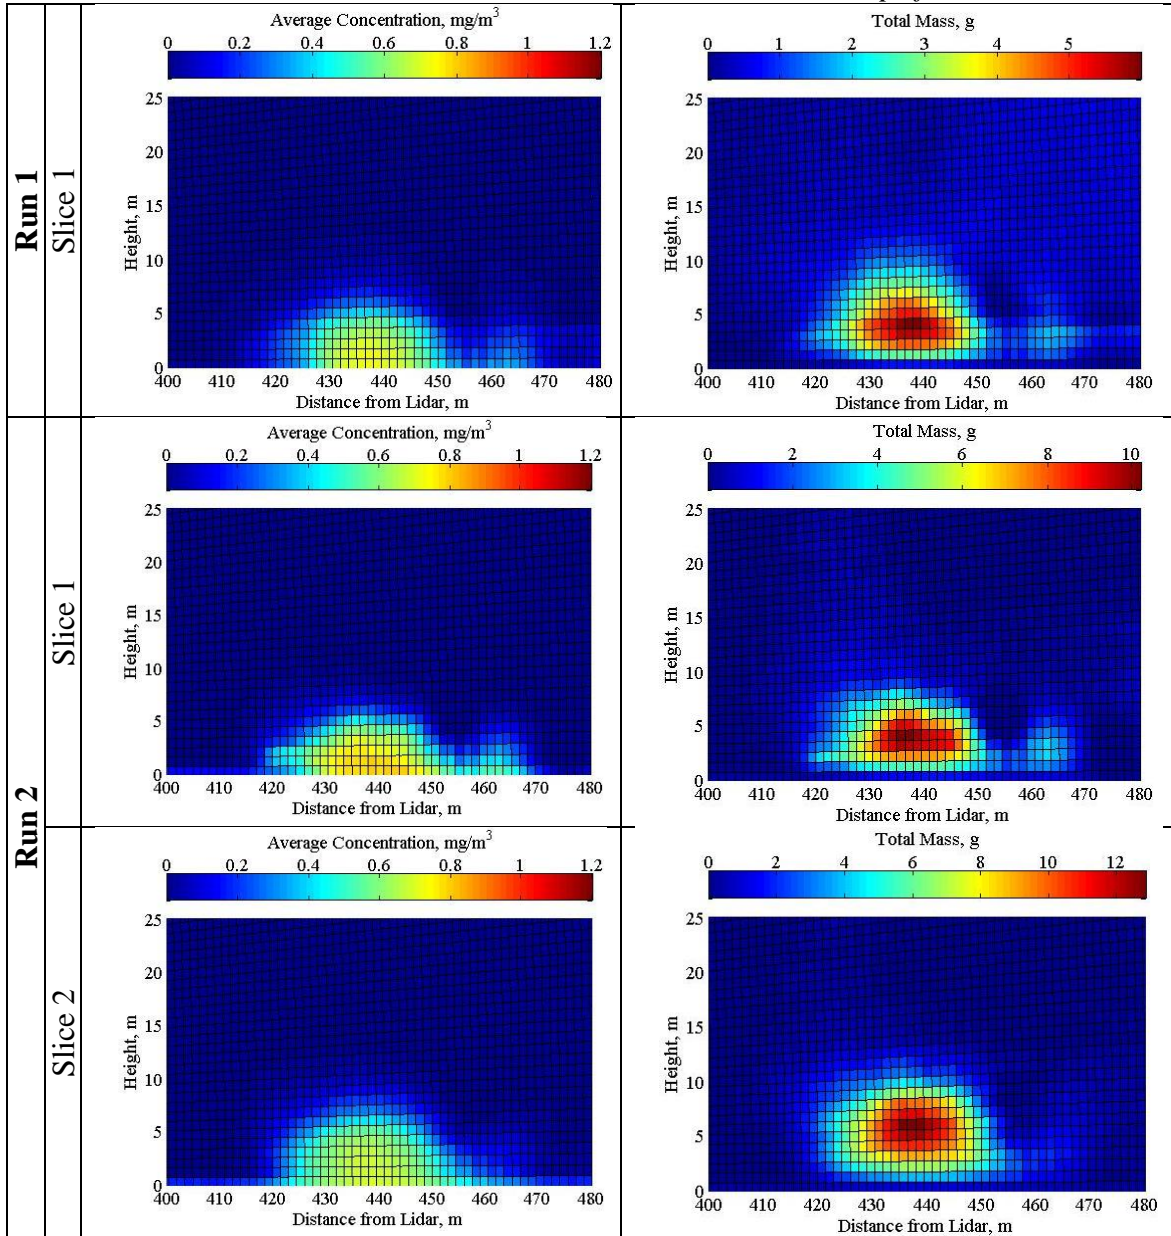 Average Concentration, mg/m3
0 0.2 0.4 0.6 0.8 1 1.2
25
20
15
10
5
0
Height, m
400 410 420 430 440 450 460 470 480
Distance from Lidar, m
Total Mass, g
0 1 2 3 4 5
25
20
15
10
5
0
Height, m
400 410 420 430 440 450 460 470 480
Distance from Lidar, m
Run 1
Slice 1
Average Concentration, mg/m3
0 0.2 0.4 0.6 0.8 1 1.2
25
20
15
10
5
0
Height, m
400 410 420 430 440 450 460 470 480
Distance from Lidar, m
Total Mass, g
0 2 4 6 8 10
25
20
15
10
5
0
Height, m
400 410 420 430 440 450 460 470 480
Distance from Lidar, m
Run 2
Slice 1
Average Concentration, mg/m3
0 0.2 0.4 0.6 0.8 1 1.2
25
20
15
10
5
0
Height, m
400 410 420 430 440 450 460 470 480
Distance from Lidar, m
Total Mass, g
0 2 4 6 8 10 12
25
20
15
10
5
0
Height, m
400 410 420 430 440 450 460 470 480
Distance from Lidar, m
Slice 2